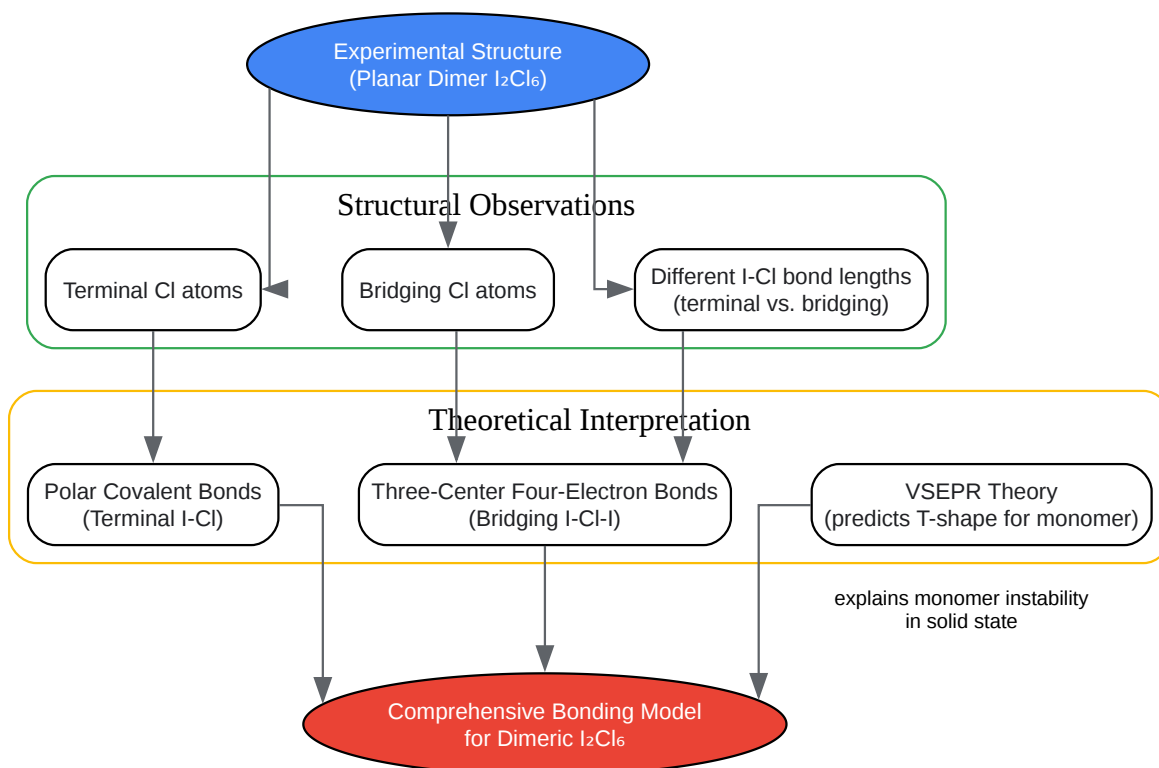 Experimental Structure
(Planar Dimer I₂Cl₆)
Structural Observations
Terminal Cl atoms
Bridging Cl atoms
Different I-Cl bond lengths
(terminal vs. bridging)
Theoretical Interpretation
Polar Covalent Bonds
(Terminal I-Cl)
Three-Center Four-Electron Bonds
(Bridging I-Cl-I)
VSEPR Theory
(predicts T-shape for monomer)
explains monomer instability
in solid state
Comprehensive Bonding Model
for Dimeric I₂Cl₆